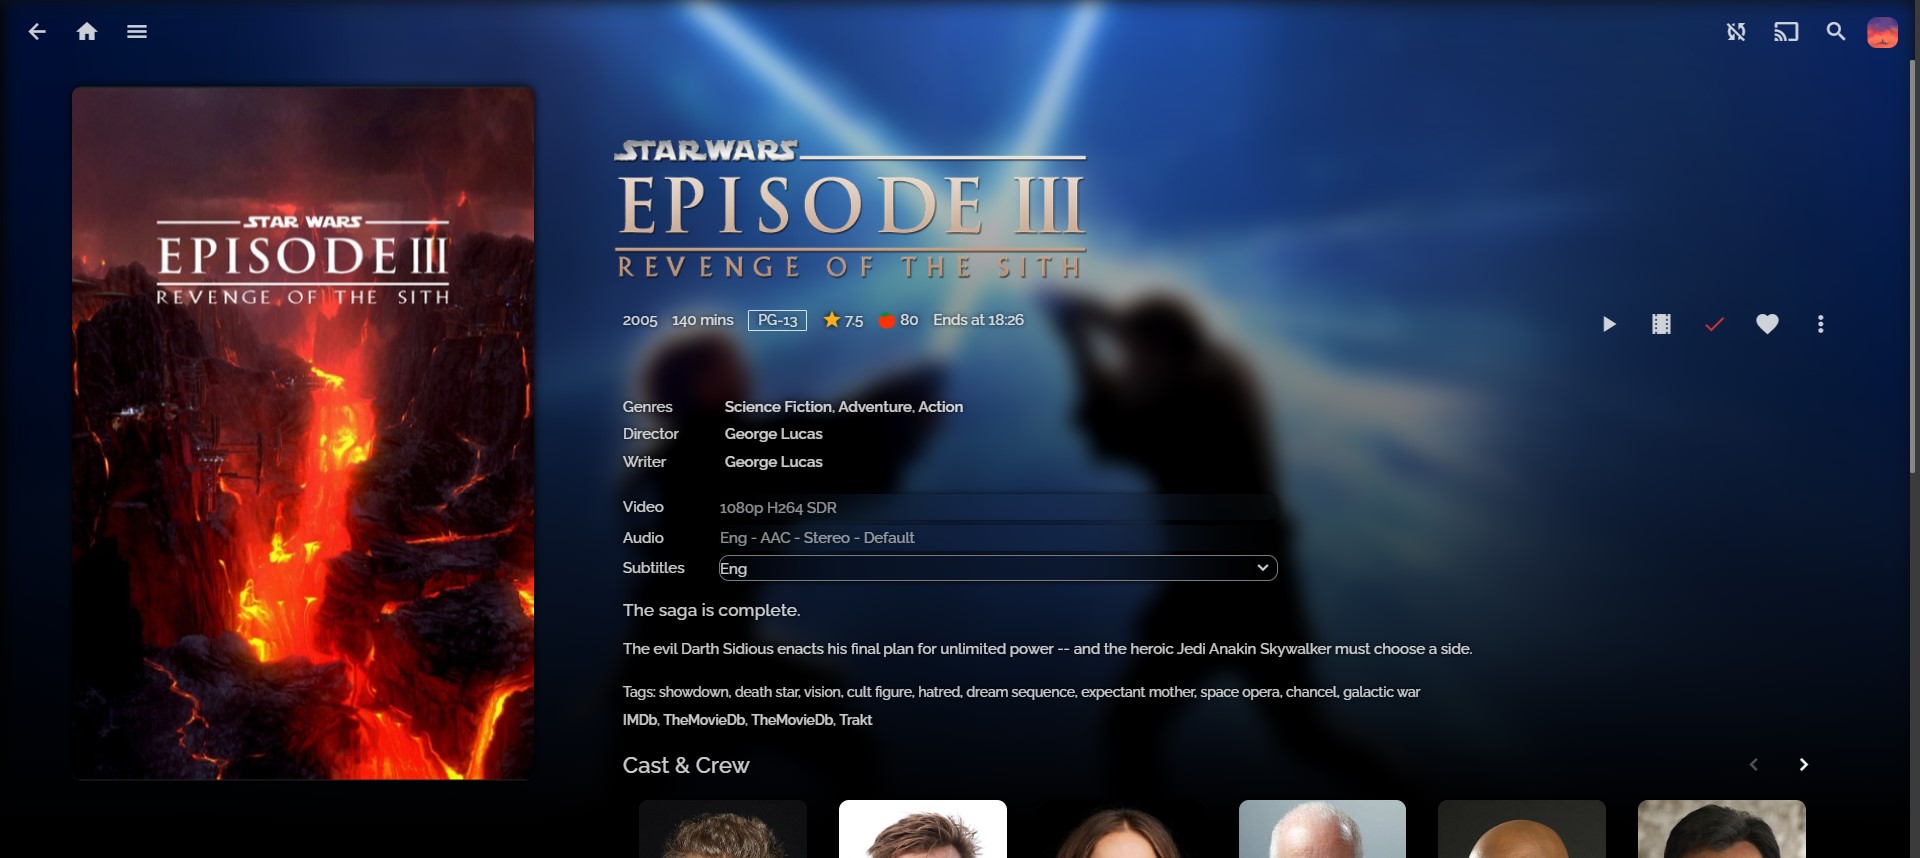 STAR WARS
EPISODE III
REVENGE OF THE SITH
STAR WARS
EPISODE III
REVENGE OF THE SITH
2005 140 mins PG-13 7.5 80 Ends at 18:26
Genres Science Fiction, Adventure, Action
Director George Lucas
Writer George Lucas
Video 1080p H264 SDR
Audio Eng - AAC - Stereo - Default
Subtitles Eng
The saga is complete.
The evil Darth Sidious enacts his final plan for unlimited power -- and the heroic Jedi Anakin Skywalker must choose a side.
Tags: showdown, death star, vision, cult figure, hatred, dream sequence, expectant mother, space opera, chancel, galactic war
IMDb, TheMovieDb, TheMovieDb, Trakt
Cast & Crew